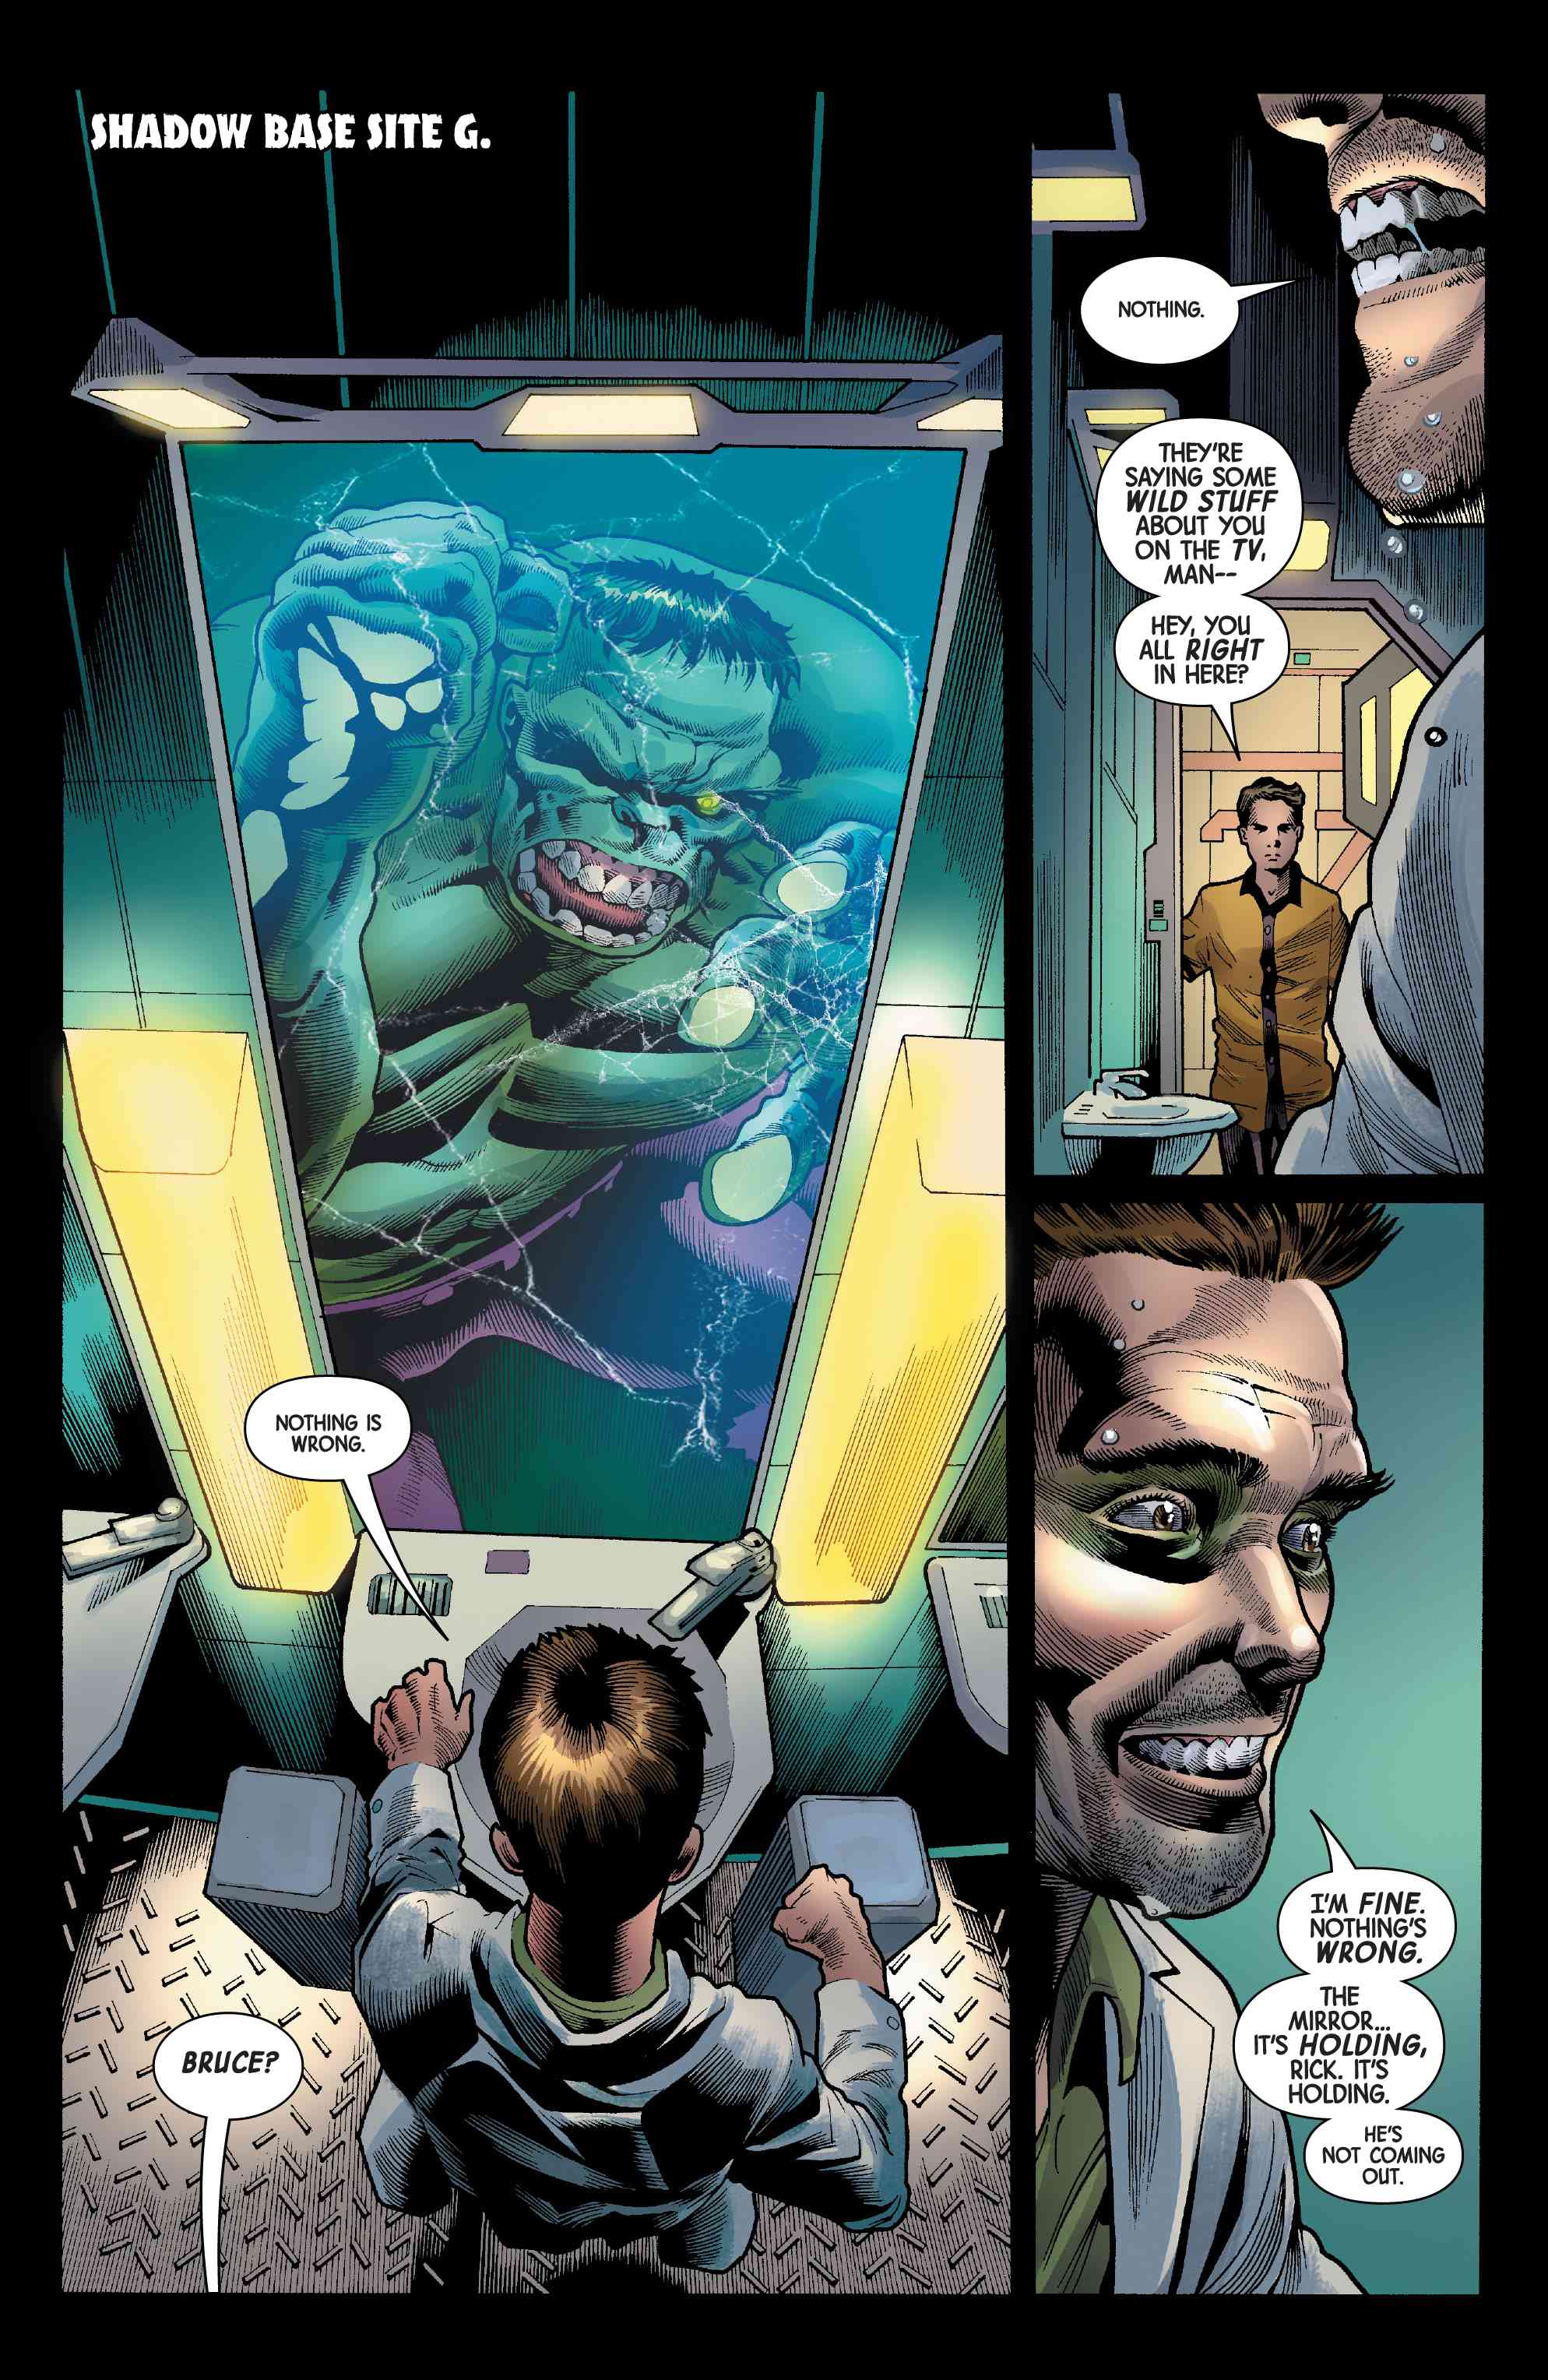 SHADOW BASE SITE G.
NOTHING IS
WRONG.
BRUCE?
NOTHING.
THEY'RE
SAYING SOME
WILD STUFF
ABOUT YOU
ON THE TV,
MAN--
HEY, YOU
ALL RIGHT
IN HERE?
I'M FINE.
NOTHING'S
WRONG.
THE
MIRROR...
IT'S HOLDING,
RICK. IT'S
HOLDING.
HE'S
NOT COMING
OUT.